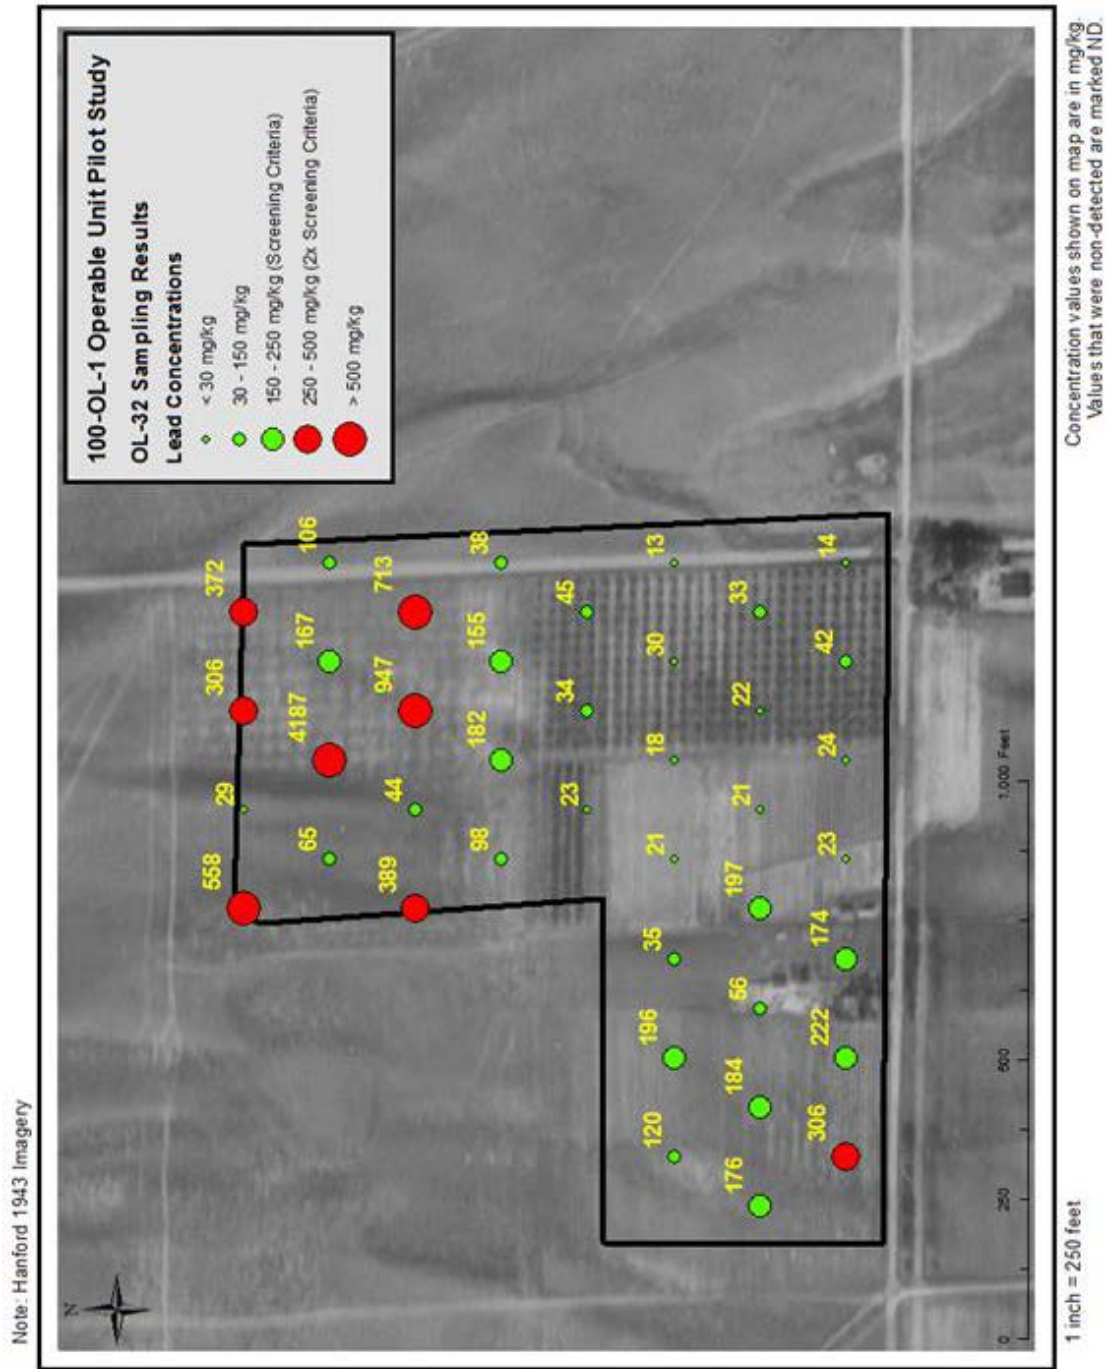 Note: Hanford 1943 Imagery
N
100-OL-1 Operable Unit Pilot Study
OL-32 Sampling Results
Lead Concentrations
< 30 mg/kg
30 - 150 mg/kg
150 - 250 mg/kg (Screening Criteria)
250 - 500 mg/kg (2x Screening Criteria)
> 500 mg/kg
558 29 306 372
65 4187 167 106
389 44 947 713
98 182 155 38
23 34 45
120 196 35 21 18 30 13
176 184 56 197 21 22 33
306 222 174 23 24 42 14
0 250 500 1,000 Feet
1 inch = 250 feet
Concentration values shown on map are in mg/kg.
Values that were non-detected are marked ND.